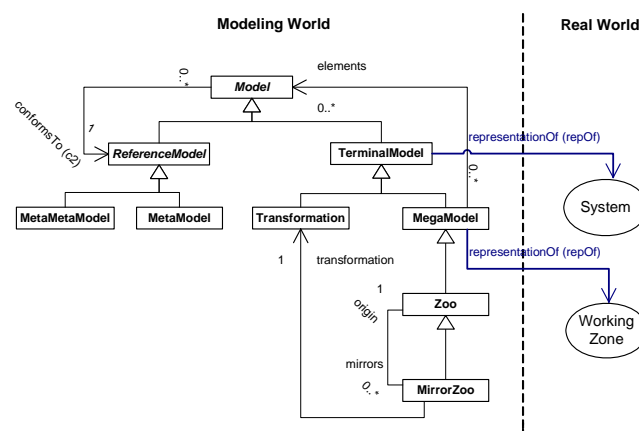 Modeling World
Real World
elements
0..*
Model
0..*
conformsTo (c2)
1
representationOf (repOf)
ReferenceModel
TerminalModel
0..*
System
MetaMetaModel
MetaModel
Transformation
MegaModel
representationOf (repOf)
1
transformation
1
Zoo
origin
Working
Zone
mirrors
0..*
MirrorZoo